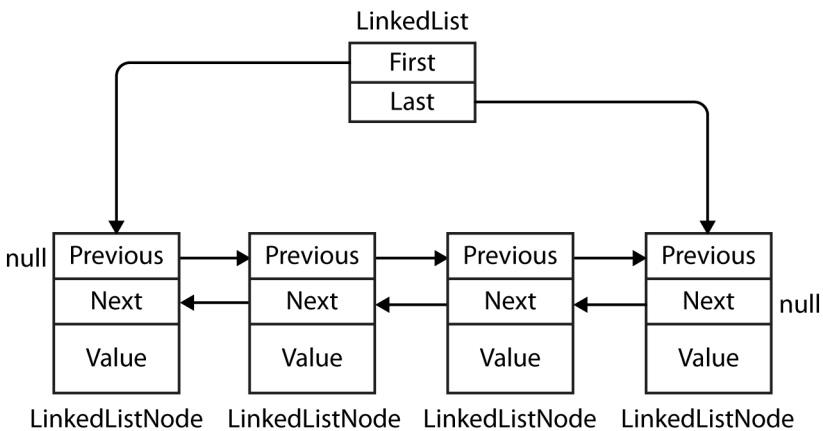 LinkedList
First
Last
null Previous Previous Previous Previous
Next Next Next Next null
Value Value Value Value
LinkedListNode LinkedListNode LinkedListNode LinkedListNode